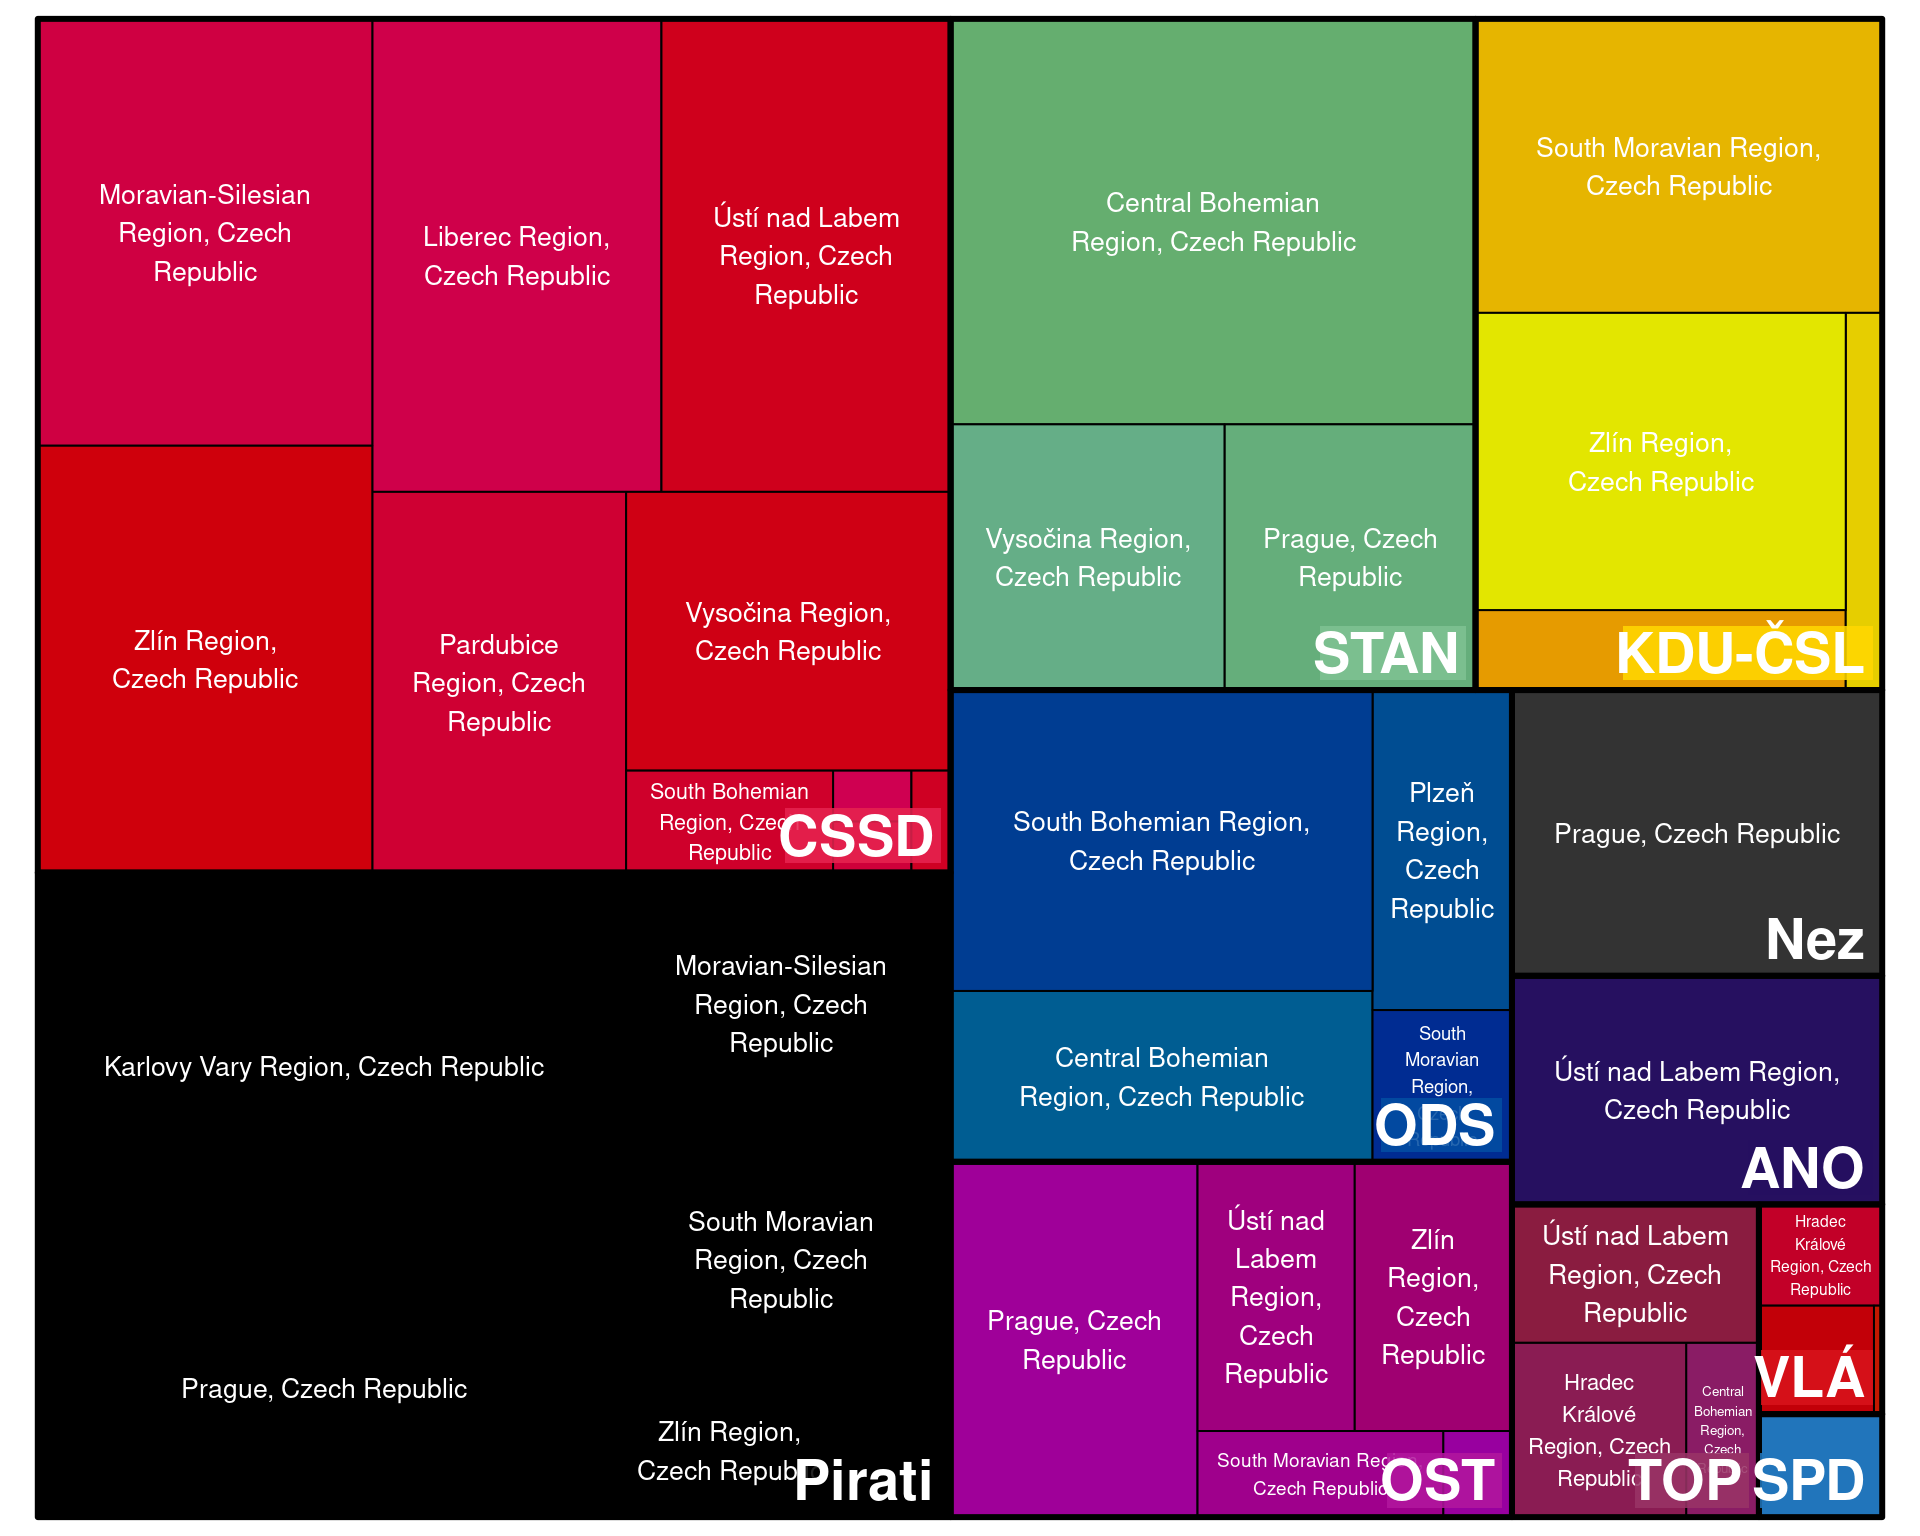 Moravian-Silesian
Region, Czech
Republic
Liberec Region,
Czech Republic
Ústí nad Labem
Region, Czech
Republic
Zlín Region,
Czech Republic
Pardubice
Region, Czech
Republic
Vysočina Region,
Czech Republic
South Bohemian
Region, Czech
Republic
CSSD
Central Bohemian
Region, Czech Republic
Vysočina Region,
Czech Republic
Prague, Czech
Republic
STAN
South Moravian Region,
Czech Republic
Zlín Region,
Czech Republic
KDU-ČSL
Karlovy Vary Region, Czech Republic
Moravian-Silesian
Region, Czech
Republic
South Moravian
Region, Czech
Republic
Prague, Czech Republic
Zlín Region,
Czech Republic
Pirati
South Bohemian Region,
Czech Republic
Plzeň
Region,
Czech
Republic
Central Bohemian
Region, Czech Republic
South
Moravian
Region,
ODS
Prague, Czech Republic
Nez
Ústí nad Labem Region,
Czech Republic
ANO
Prague, Czech
Republic
Ústí nad
Labem
Region,
Czech
Republic
Zlín
Region,
Czech
Republic
South Moravian Region,
Czech Republic
OST
Ústí nad Labem
Region, Czech
Republic
Hradec
Králové
Region, Czech
Republic
Central
Bohemian
Region,
Czech
TOP
Hradec
Králové
Region, Czech
Republic
VLÁ
SPD